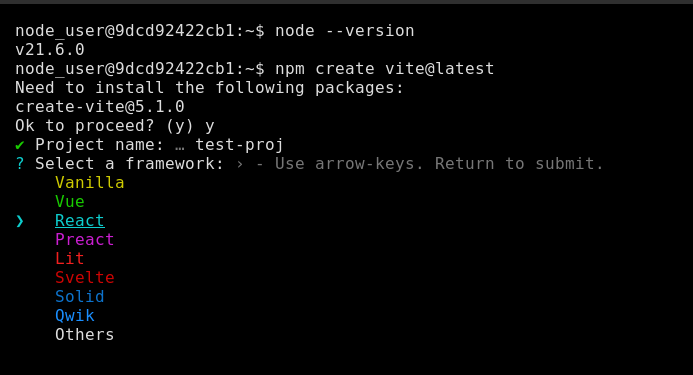 node_user@9dcd92422cb1:~$ node --version
v21.6.0
node_user@9dcd92422cb1:~$ npm create vite@latest
Need to install the following packages:
create-vite@5.1.0
Ok to proceed? (y) y
✔ Project name: … test-proj
? Select a framework: › - Use arrow-keys. Return to submit.
Vanilla
Vue
❯ React
Preact
Lit
Svelte
Solid
Qwik
Others